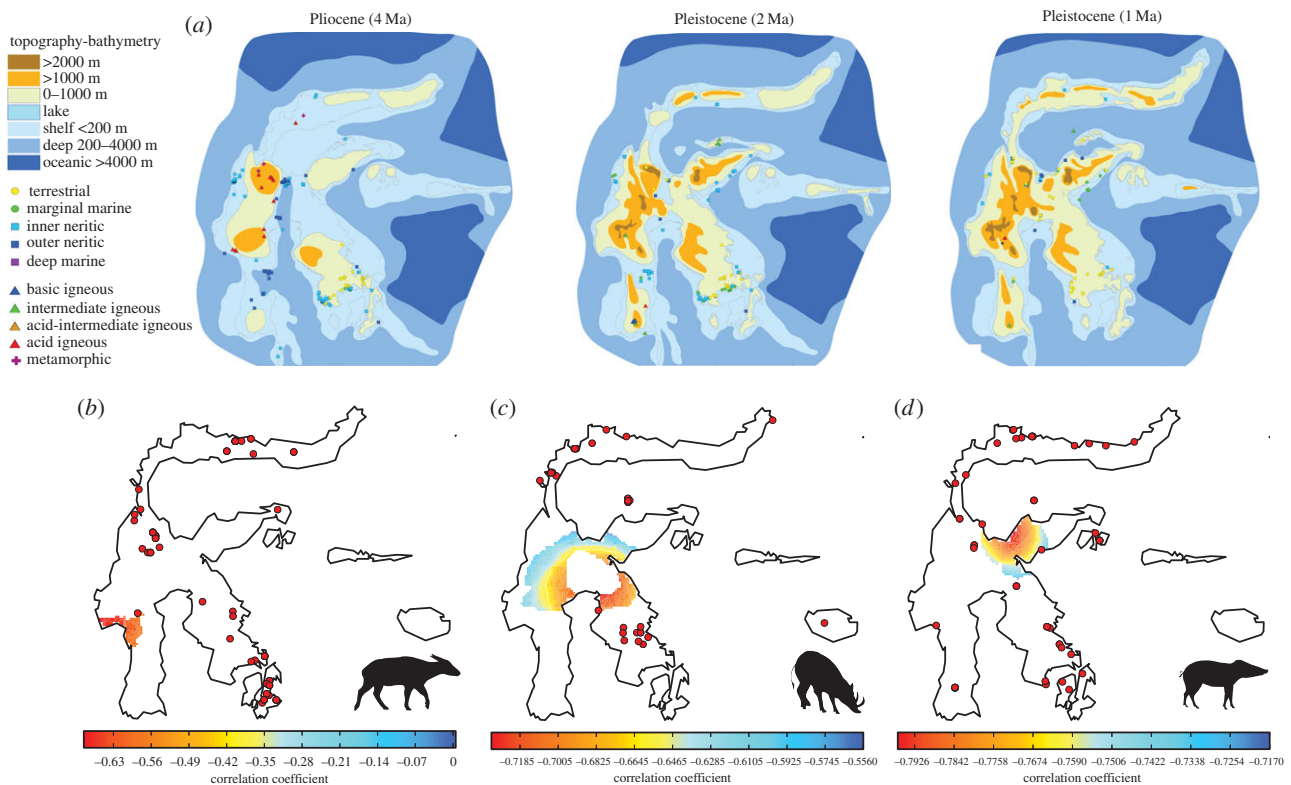 (a)
Pliocene (4 Ma)
Pleistocene (2 Ma)
Pleistocene (1 Ma)
topography-bathymetry
>2000 m
>1000 m
0–1000 m
lake
shelf <200 m
deep 200–4000 m
oceanic >4000 m
terrestrial
marginal marine
inner neritic
outer neritic
deep marine
basic igneous
intermediate igneous
acid-intermediate igneous
acid igneous
metamorphic
(b)
(c)
(d)
–0.63 –0.56 –0.49 –0.42 –0.35 –0.28 –0.21 –0.14 –0.07 0
correlation coefficient
–0.7185 –0.7005 –0.6825 –0.6645 –0.6465 –0.6285 –0.6105 –0.5925 –0.5745 –0.5560
correlation coefficient
–0.7926 –0.7842 –0.7758 –0.7674 –0.7590 –0.7506 –0.7422 –0.7338 –0.7254 –0.7170
correlation coefficient